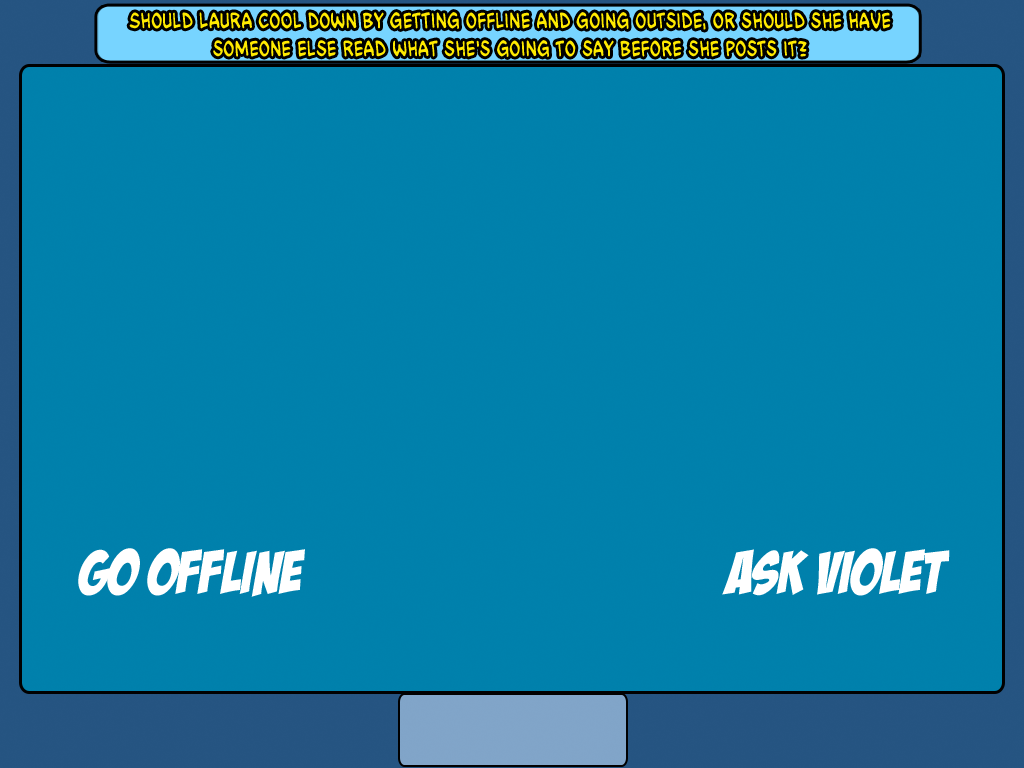 SHOULD LAURA COOL DOWN BY GETTING OFFLINE AND GOING OUTSIDE, OR SHOULD SHE HAVE
SOMEONE ELSE READ WHAT SHE'S GOING TO SAY BEFORE SHE POSTS IT?
GO OFFLINE
ASK VIOLET